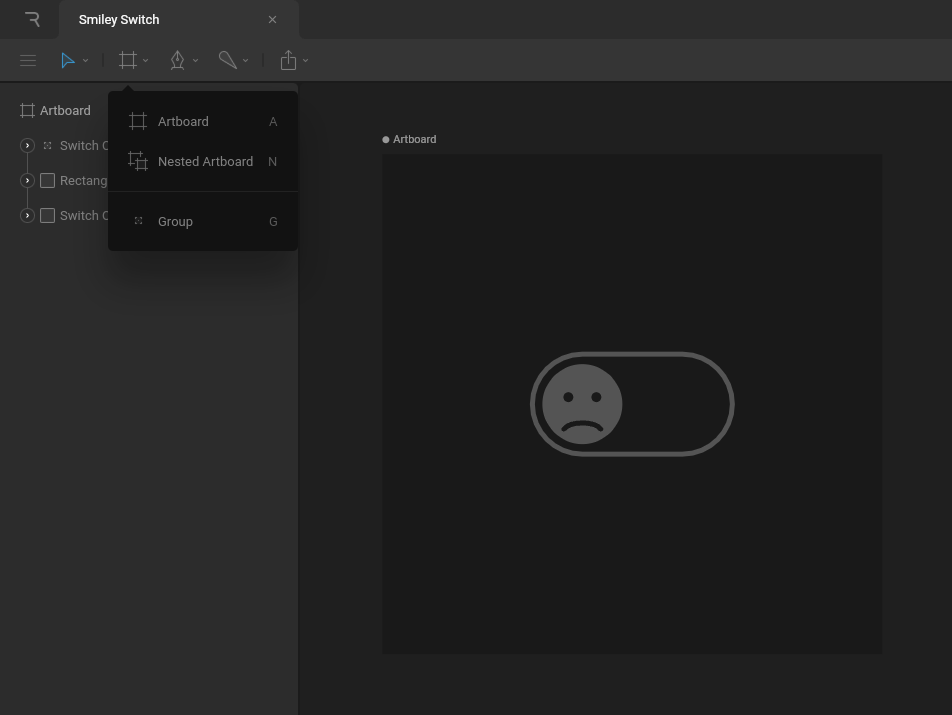 Smiley Switch
Artboard
Switch C
Rectang
Switch C
Artboard A
Nested Artboard N
Group G
Artboard